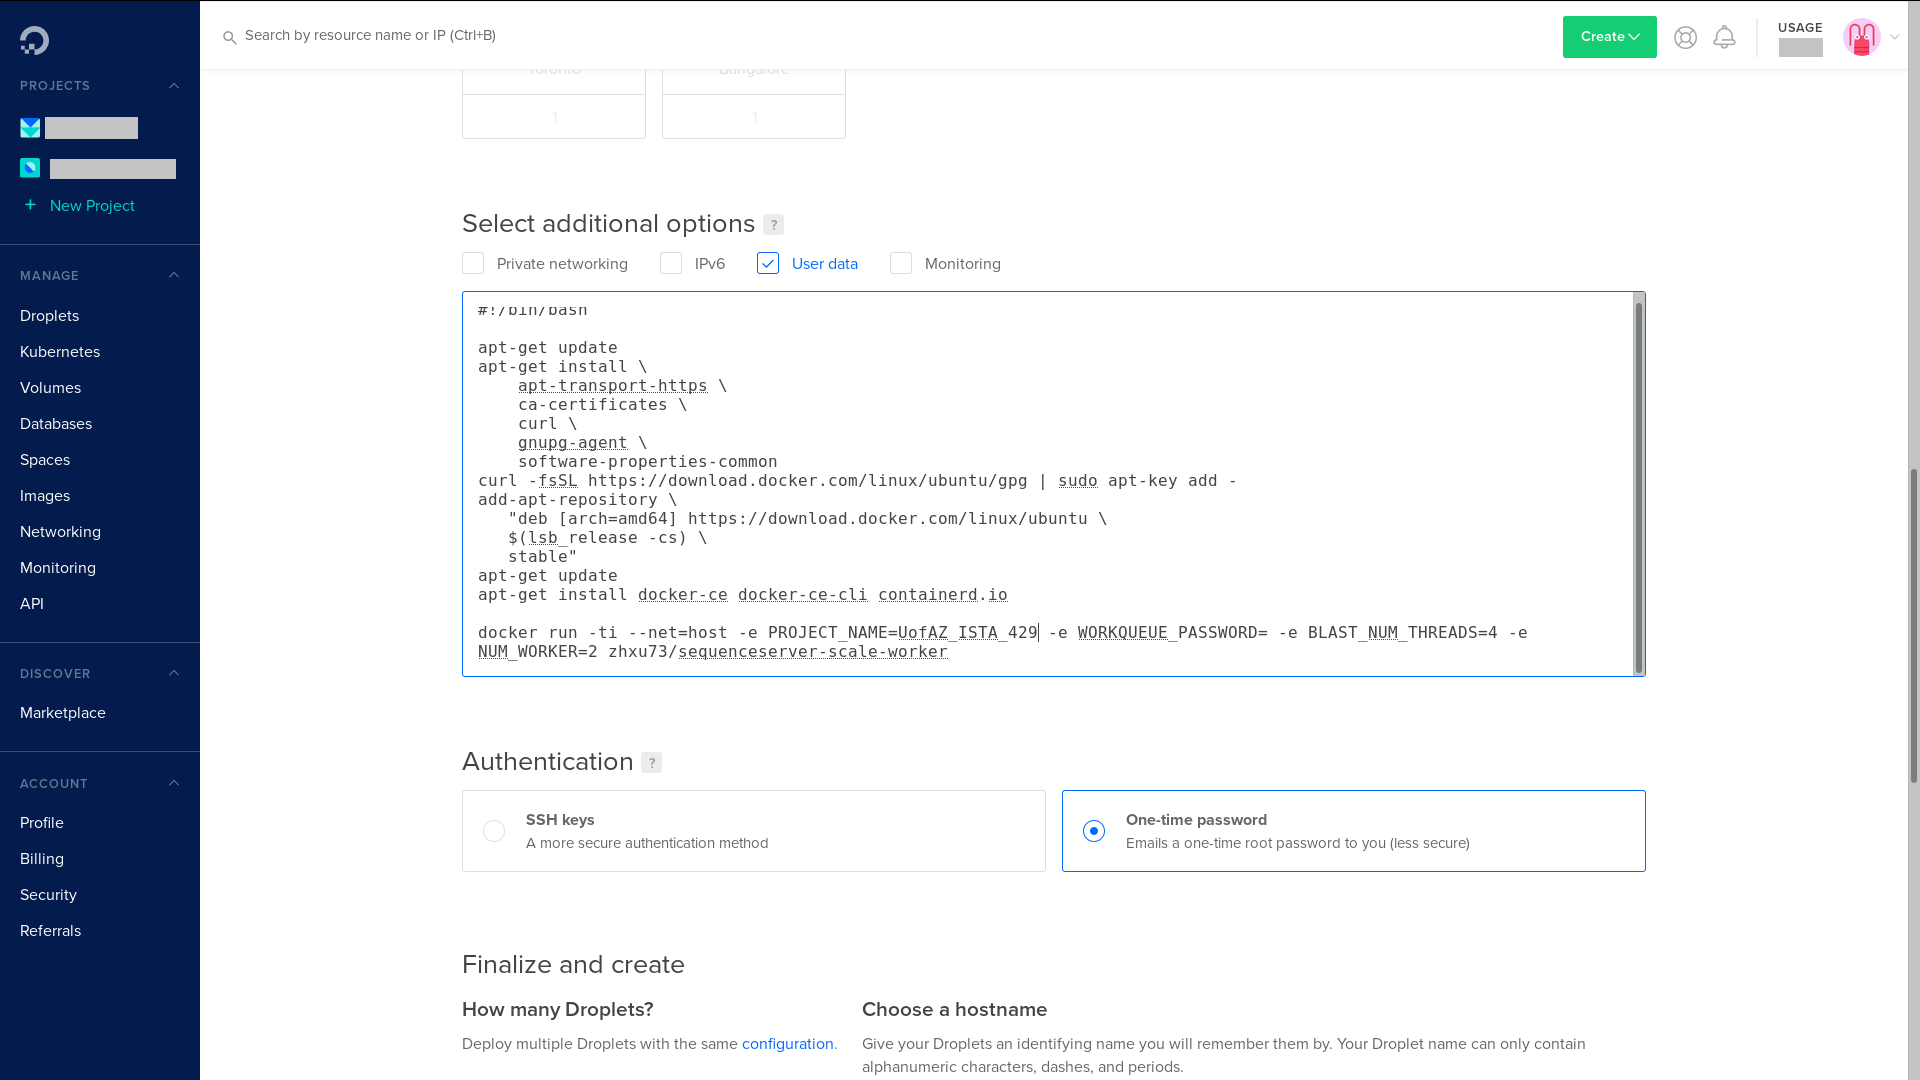 Search by resource name or IP (Ctrl+B)
Create
USAGE
PROJECTS
+ New Project
MANAGE
Droplets
Kubernetes
Volumes
Databases
Spaces
Images
Networking
Monitoring
API
DISCOVER
Marketplace
ACCOUNT
Profile
Billing
Security
Referrals
Toronto
Bangalore
1
1
Select additional options ?
Private networking
IPv6
User data
Monitoring
#!/bin/bash
apt-get update
apt-get install \
apt-transport-https \
ca-certificates \
curl \
gnupg-agent \
software-properties-common
curl -fsSL https://download.docker.com/linux/ubuntu/gpg | sudo apt-key add -
add-apt-repository \
"deb [arch=amd64] https://download.docker.com/linux/ubuntu \
$(lsb_release -cs) \
stable"
apt-get update
apt-get install docker-ce docker-ce-cli containerd.io
docker run -ti --net=host -e PROJECT_NAME=UofAZ_ISTA_429 -e WORKQUEUE_PASSWORD= -e BLAST_NUM_THREADS=4 -e
NUM_WORKER=2 zhxu73/sequenceserver-scale-worker
Authentication ?
SSH keys
A more secure authentication method
One-time password
Emails a one-time root password to you (less secure)
Finalize and create
How many Droplets?
Deploy multiple Droplets with the same configuration.
Choose a hostname
Give your Droplets an identifying name you will remember them by. Your Droplet name can only contain
alphanumeric characters, dashes, and periods.